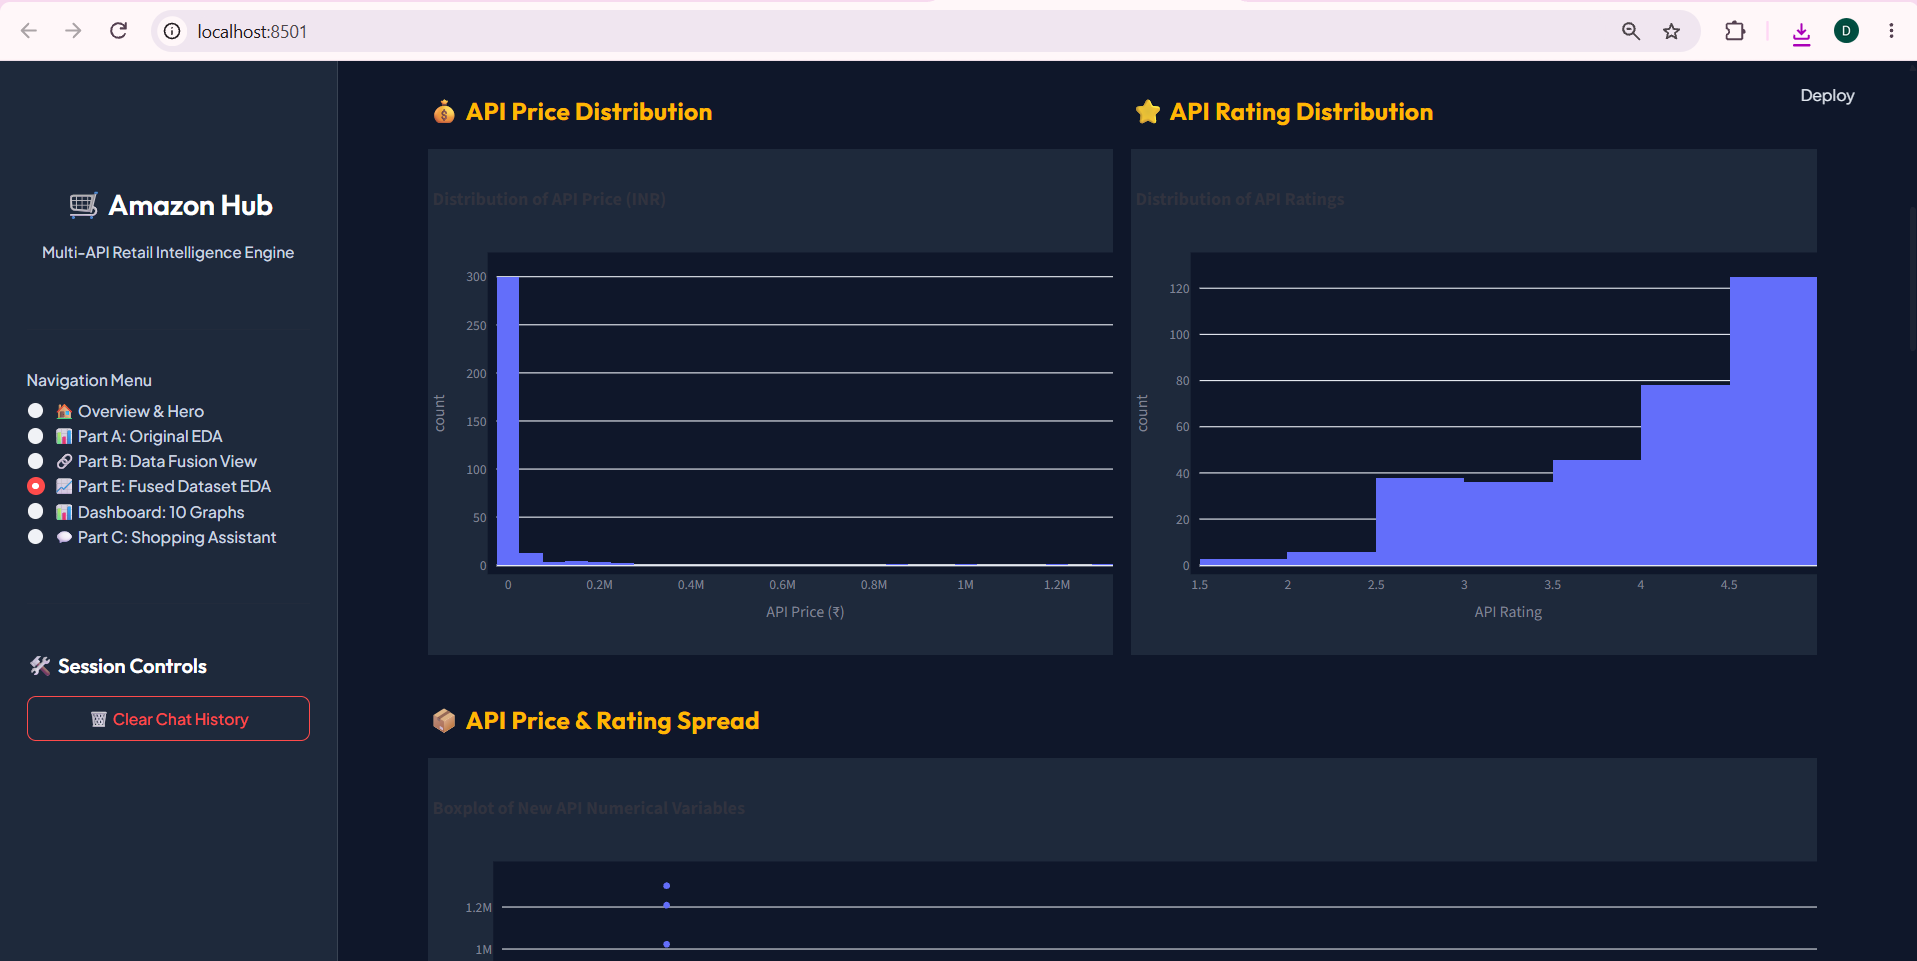 localhost:8501
D
Deploy
Amazon Hub
Multi-API Retail Intelligence Engine
Navigation Menu
Overview & Hero
Part A: Original EDA
Part B: Data Fusion View
Part E: Fused Dataset EDA
Dashboard: 10 Graphs
Part C: Shopping Assistant
Session Controls
Clear Chat History
API Price Distribution
Distribution of API Price (INR)
300
250
200
150
100
50
0
count
0 0.2M 0.4M 0.6M 0.8M 1M 1.2M
API Price (₹)
API Rating Distribution
Distribution of API Ratings
120
100
80
60
40
20
0
count
1.5 2 2.5 3 3.5 4 4.5
API Rating
API Price & Rating Spread
Boxplot of New API Numerical Variables
1.2M
1M